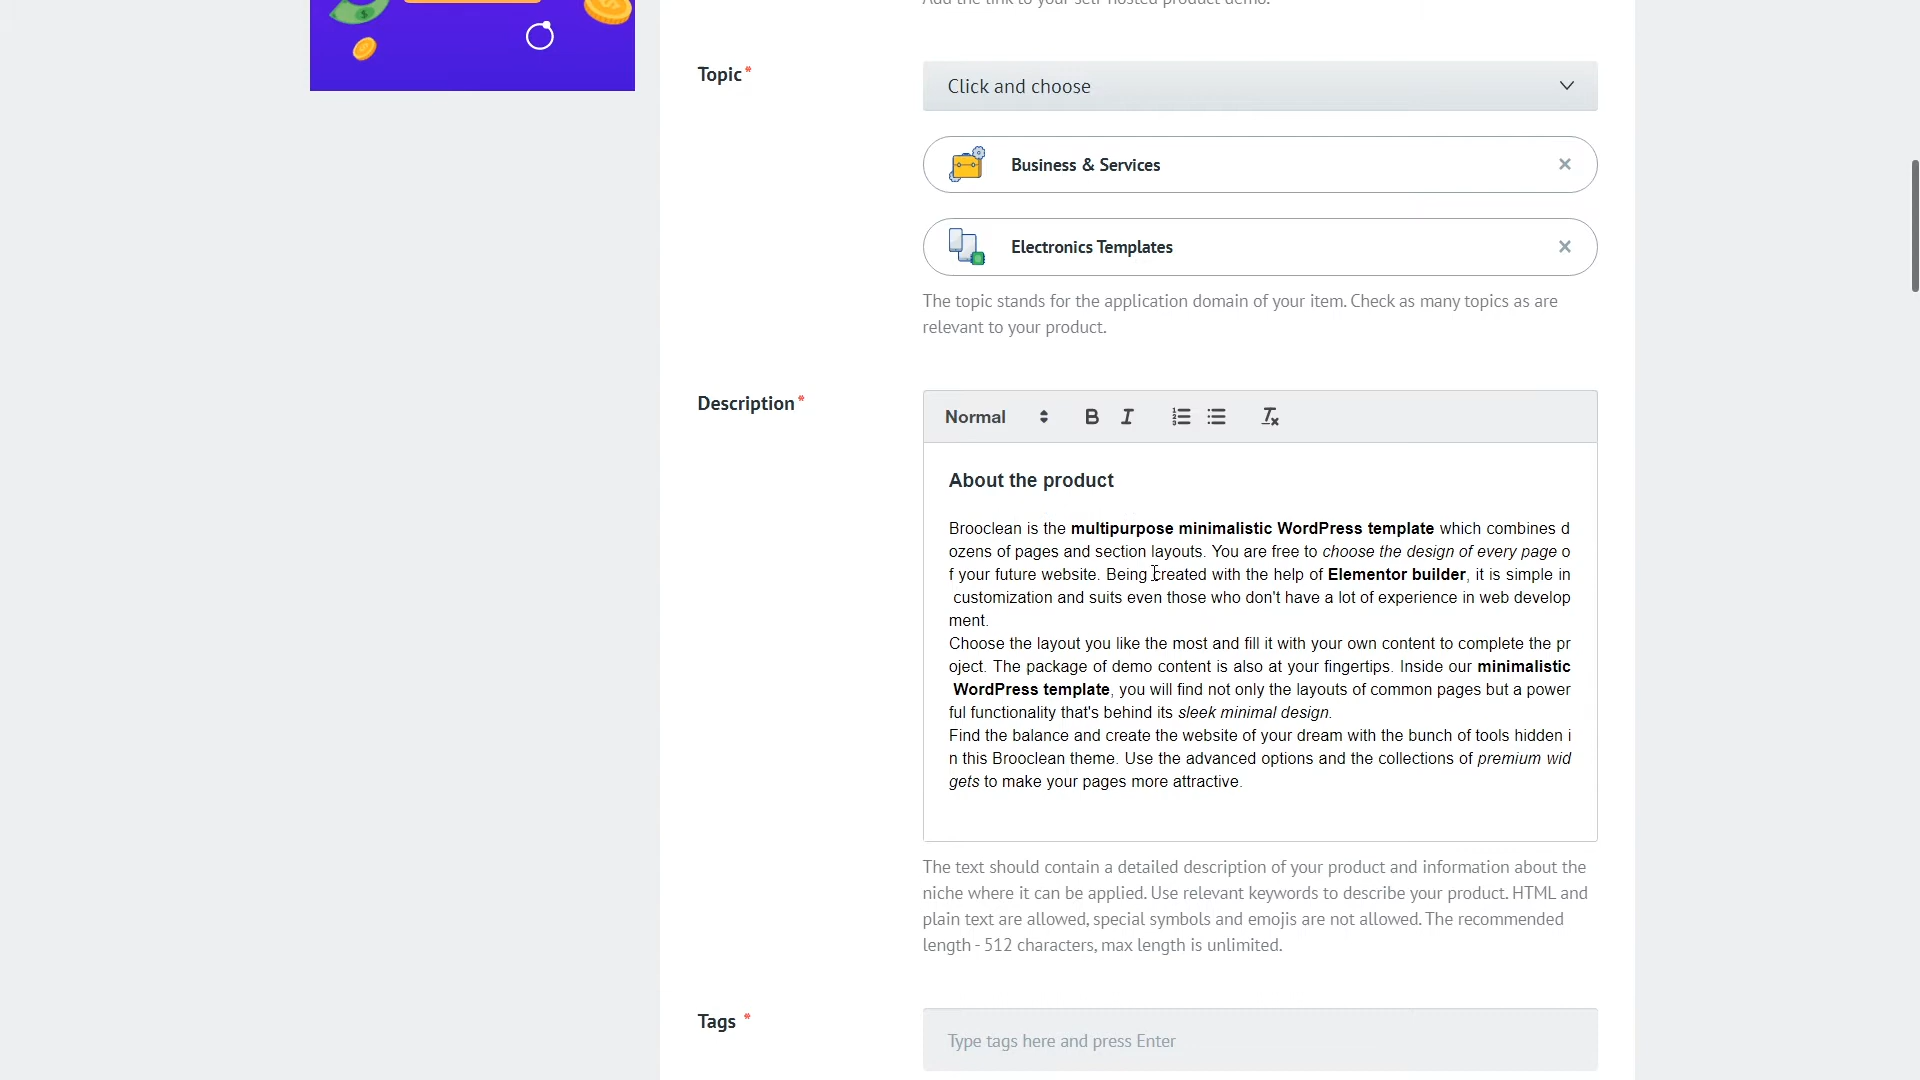 Add the link to your self-hosted product demo.
Topic *
Click and choose
Business & Services
Electronics Templates
The topic stands for the application domain of your item. Check as many topics as are
relevant to your product.
Description *
Normal
About the product
Brooclean is the multipurpose minimalistic WordPress template which combines d
ozens of pages and section layouts. You are free to choose the design of every page o
f your future website. Being created with the help of Elementor builder, it is simple in
customization and suits even those who don't have a lot of experience in web develop
ment.
Choose the layout you like the most and fill it with your own content to complete the pr
oject. The package of demo content is also at your fingertips. Inside our minimalistic
WordPress template, you will find not only the layouts of common pages but a power
ful functionality that's behind its sleek minimal design.
Find the balance and create the website of your dream with the bunch of tools hidden i
n this Brooclean theme. Use the advanced options and the collections of premium wid
gets to make your pages more attractive.
The text should contain a detailed description of your product and information about the
niche where it can be applied. Use relevant keywords to describe your product. HTML and
plain text are allowed, special symbols and emojis are not allowed. The recommended
length - 512 characters, max length is unlimited.
Tags *
Type tags here and press Enter